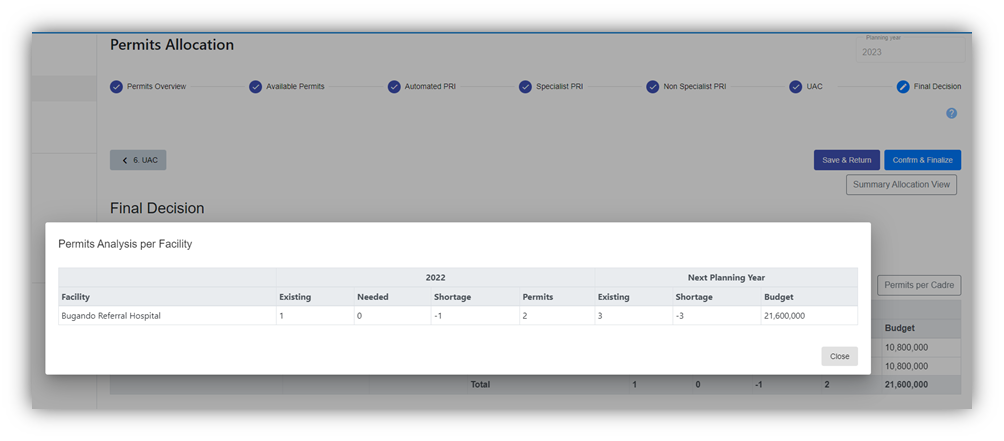 Permits Allocation
Planning year
2023
Permits Overview Available Permits Automated PRI Specialist PRI Non Specialist PRI UAC Final Decision
?
6. UAC Save & Return Confrm & Finalize
Summary Allocation View
Final Decision
Permits Analysis per Facility
2022 Next Planning Year
Facility Existing Needed Shortage Permits Existing Shortage Budget
Bugando Referral Hospital 1 0 -1 2 3 -3 21,600,000
Close
Permits per Cadre
Budget
10,800,000
10,800,000
Total 1 0 -1 2 21,600,000